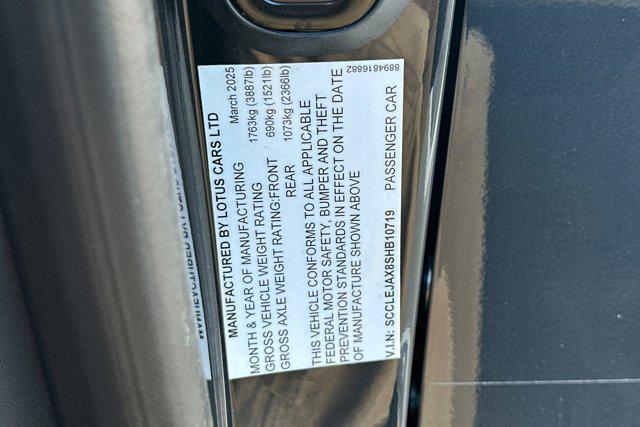 MANUFACTURED BY LOTUS CARS LTD
MONTH & YEAR OF MANUFACTURING March 2025
GROSS VEHICLE WEIGHT RATING 1763kg (3887lb)
GROSS AXLE WEIGHT RATING:FRONT 690kg (1521lb)
REAR 1073kg (2366lb)
THIS VEHICLE CONFORMS TO ALL APPLICABLE
FEDERAL MOTOR SAFETY, BUMPER AND THEFT
PREVENTION STANDARDS IN EFFECT ON THE DATE
OF MANUFACTURE SHOWN ABOVE
8894816882
V.I.N: SCCLEJAX8SHB10719 PASSENGER CAR